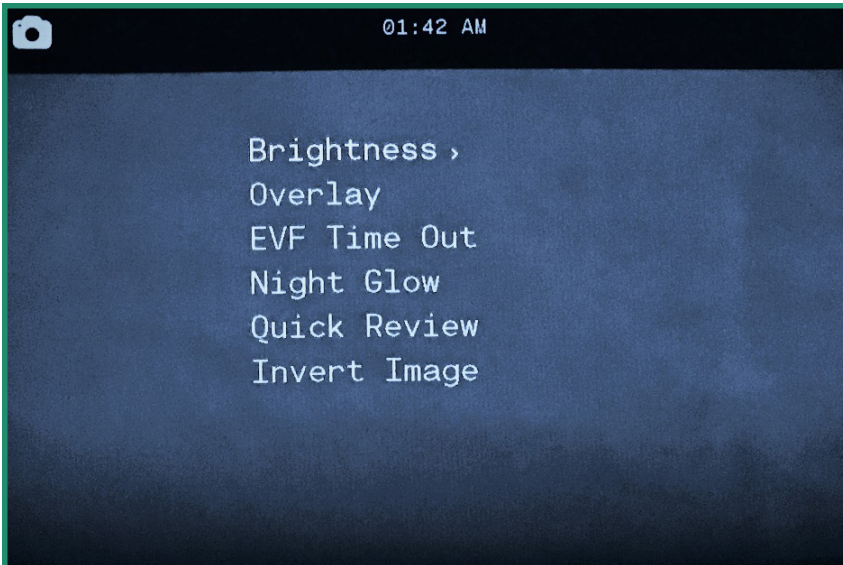 01:42 AM
Brightness ›
Overlay
EVF Time Out
Night Glow
Quick Review
Invert Image